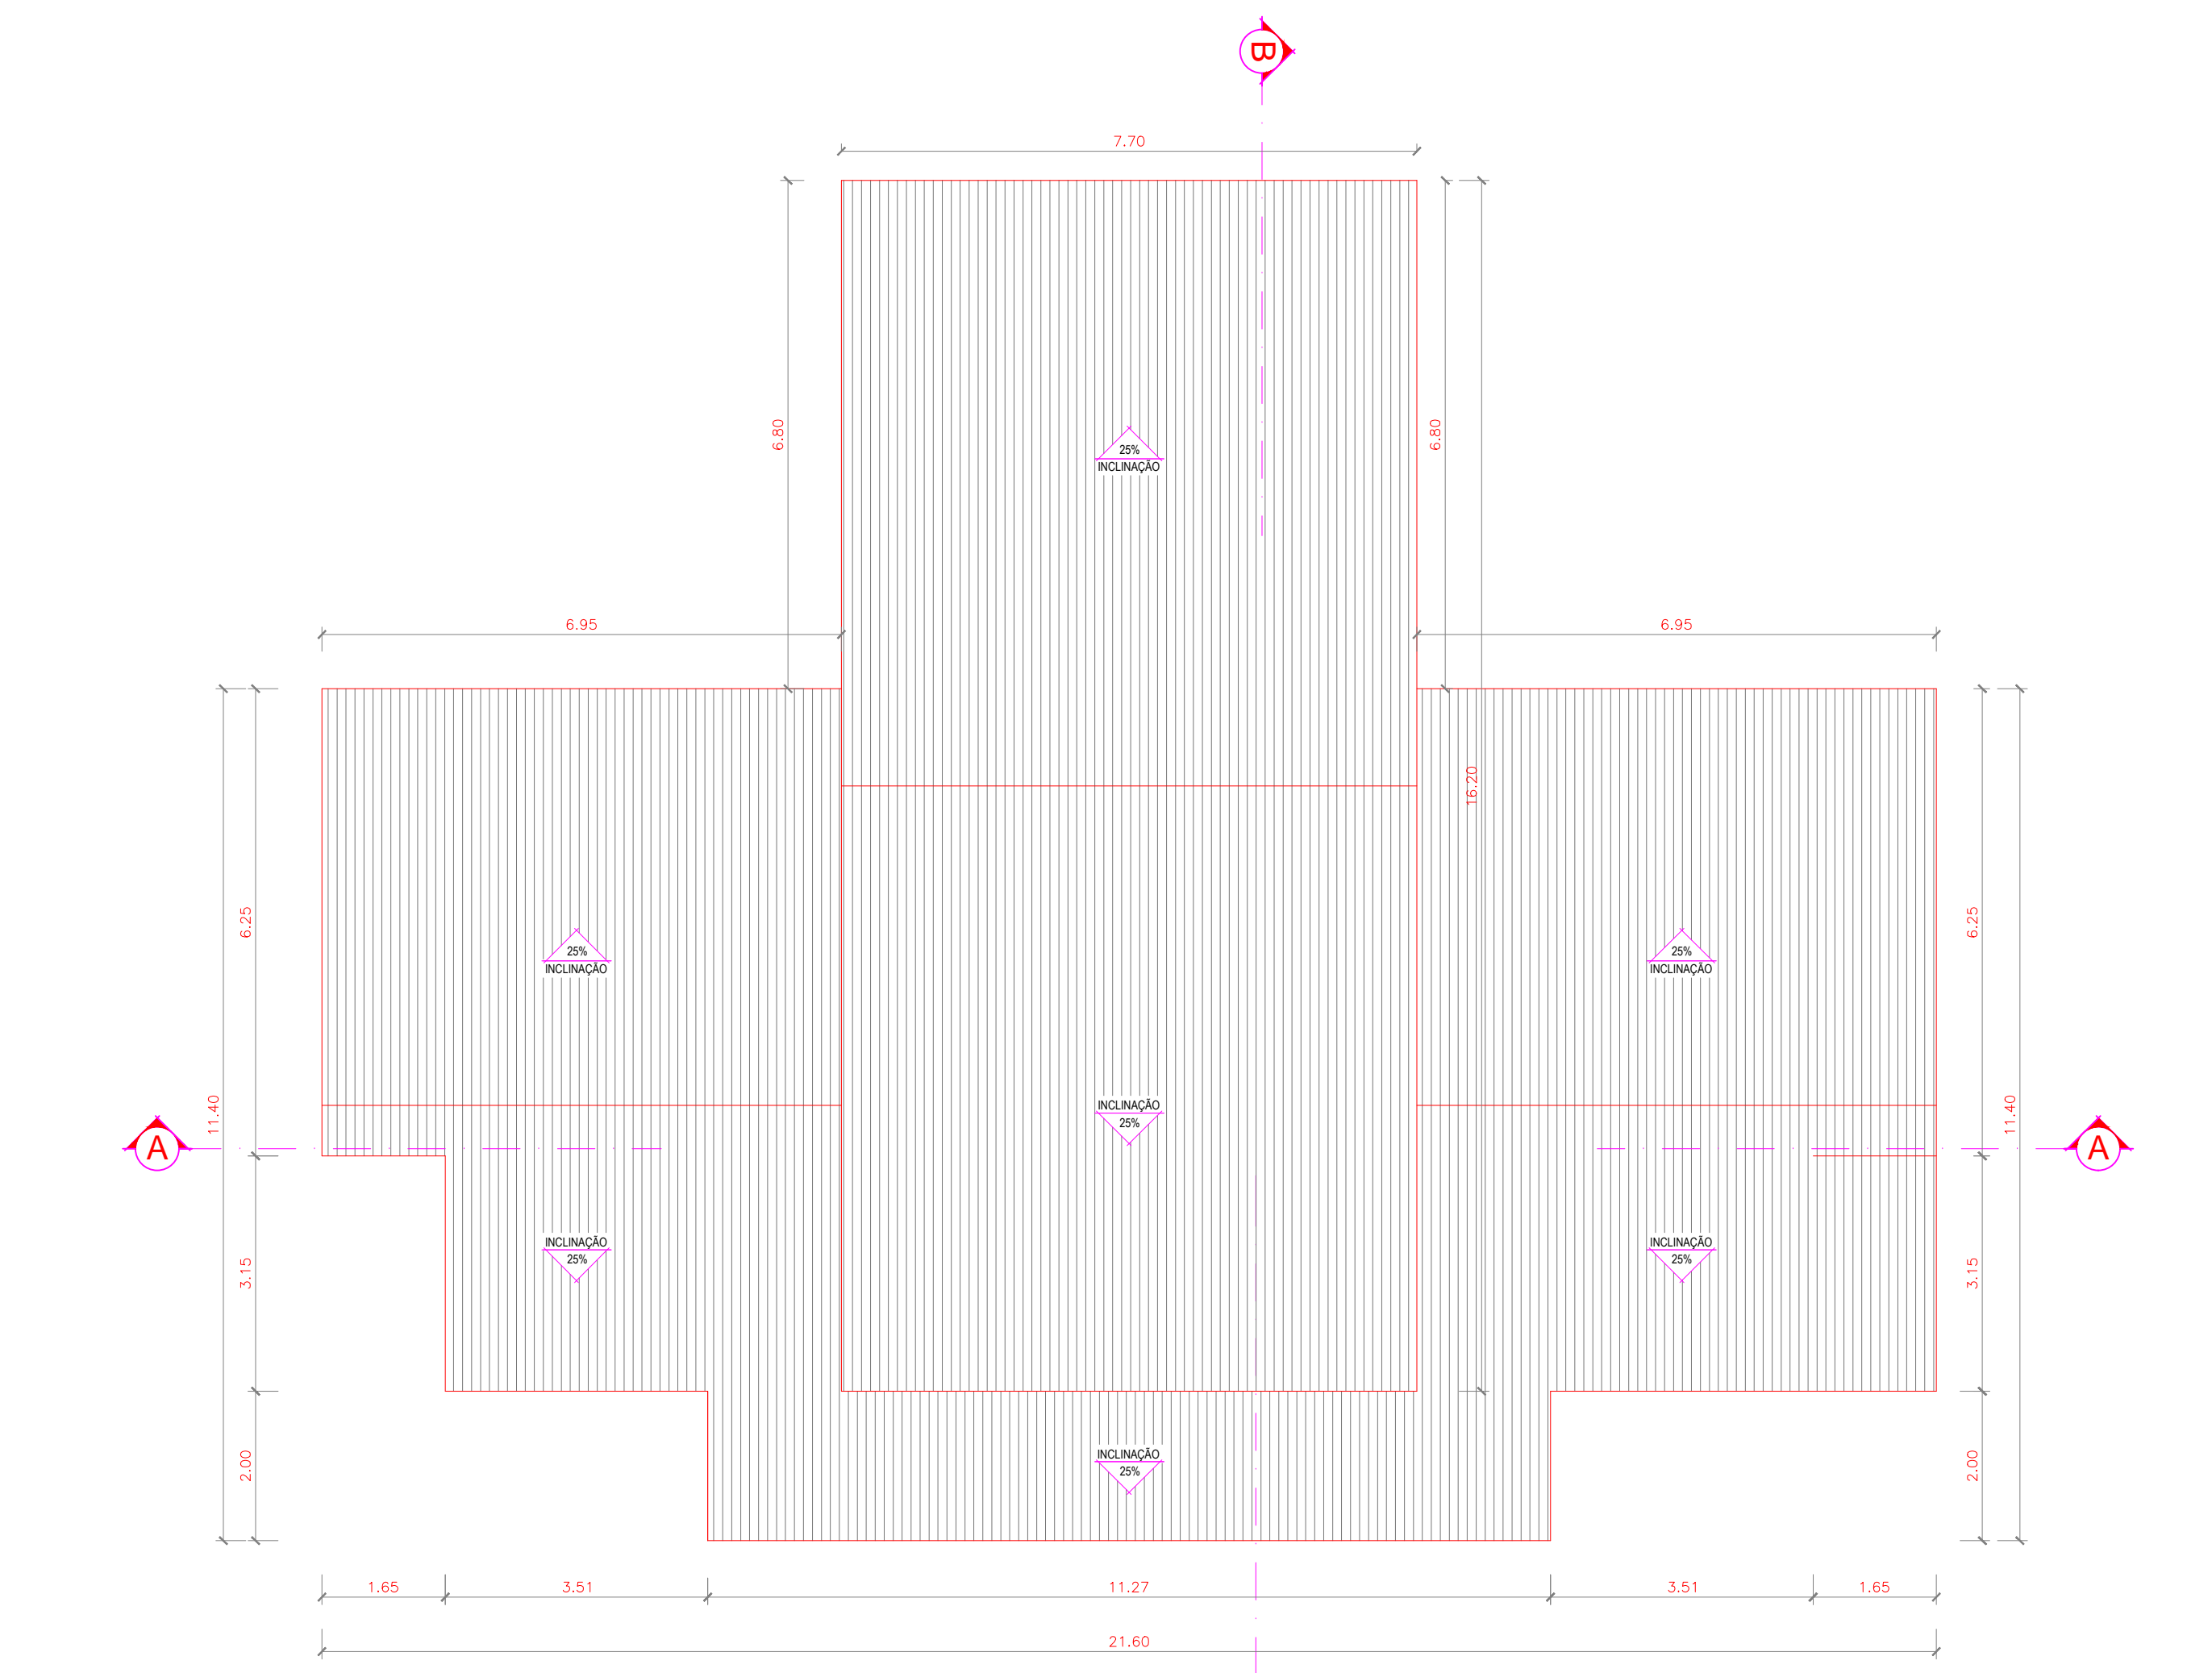 B
7.70
6.80
6.80
25%
INCLINAÇÃO
6.95
6.95
16.20
6.25
6.25
25%
INCLINAÇÃO
25%
INCLINAÇÃO
11.40
11.40
INCLINAÇÃO
25%
A
A
3.15
3.15
INCLINAÇÃO
25%
INCLINAÇÃO
25%
2.00
2.00
INCLINAÇÃO
25%
1.65
3.51
11.27
3.51
1.65
21.60